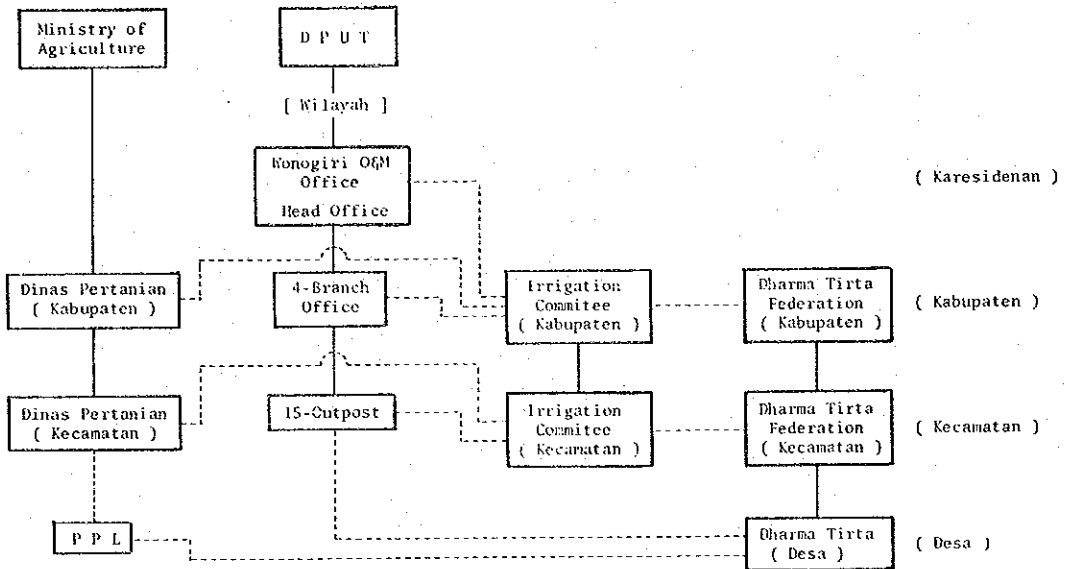 Ministry of
Agriculture
D P U T
[ Wilayah ]
Wonogiri O&M
Office
Head Office
( Karesidenan )
Dinas Pertanian
( Kabupaten )
4-Branch
Office
Irrigation
Commitee
( Kabupaten )
Dharma Tirta
Federation
( Kabupaten )
( Kabupaten )
Dinas Pertanian
( Kecamatan )
15-Outpost
Irrigation
Commitee
( Kecamatan )
Dharma Tirta
Federation
( Kecamatan )
( Kecamatan )
P P L
Dharma Tirta
( Desa )
( Desa )